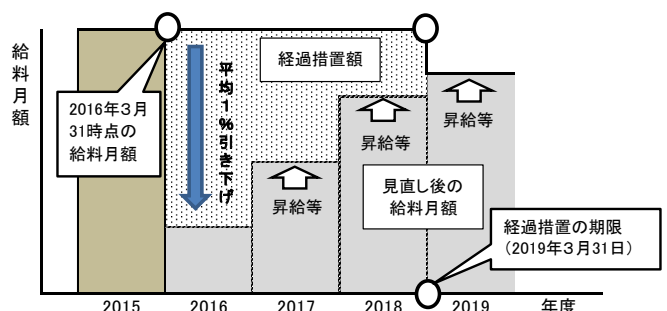 給料月額
2016年3月
31時点の
給料月額
平均1%引き下げ
経過措置額
昇給等
昇給等
昇給等
見直し後の
給料月額
経過措置の期限
（2019年3月31日）
2015 2016 2017 2018 2019 年度